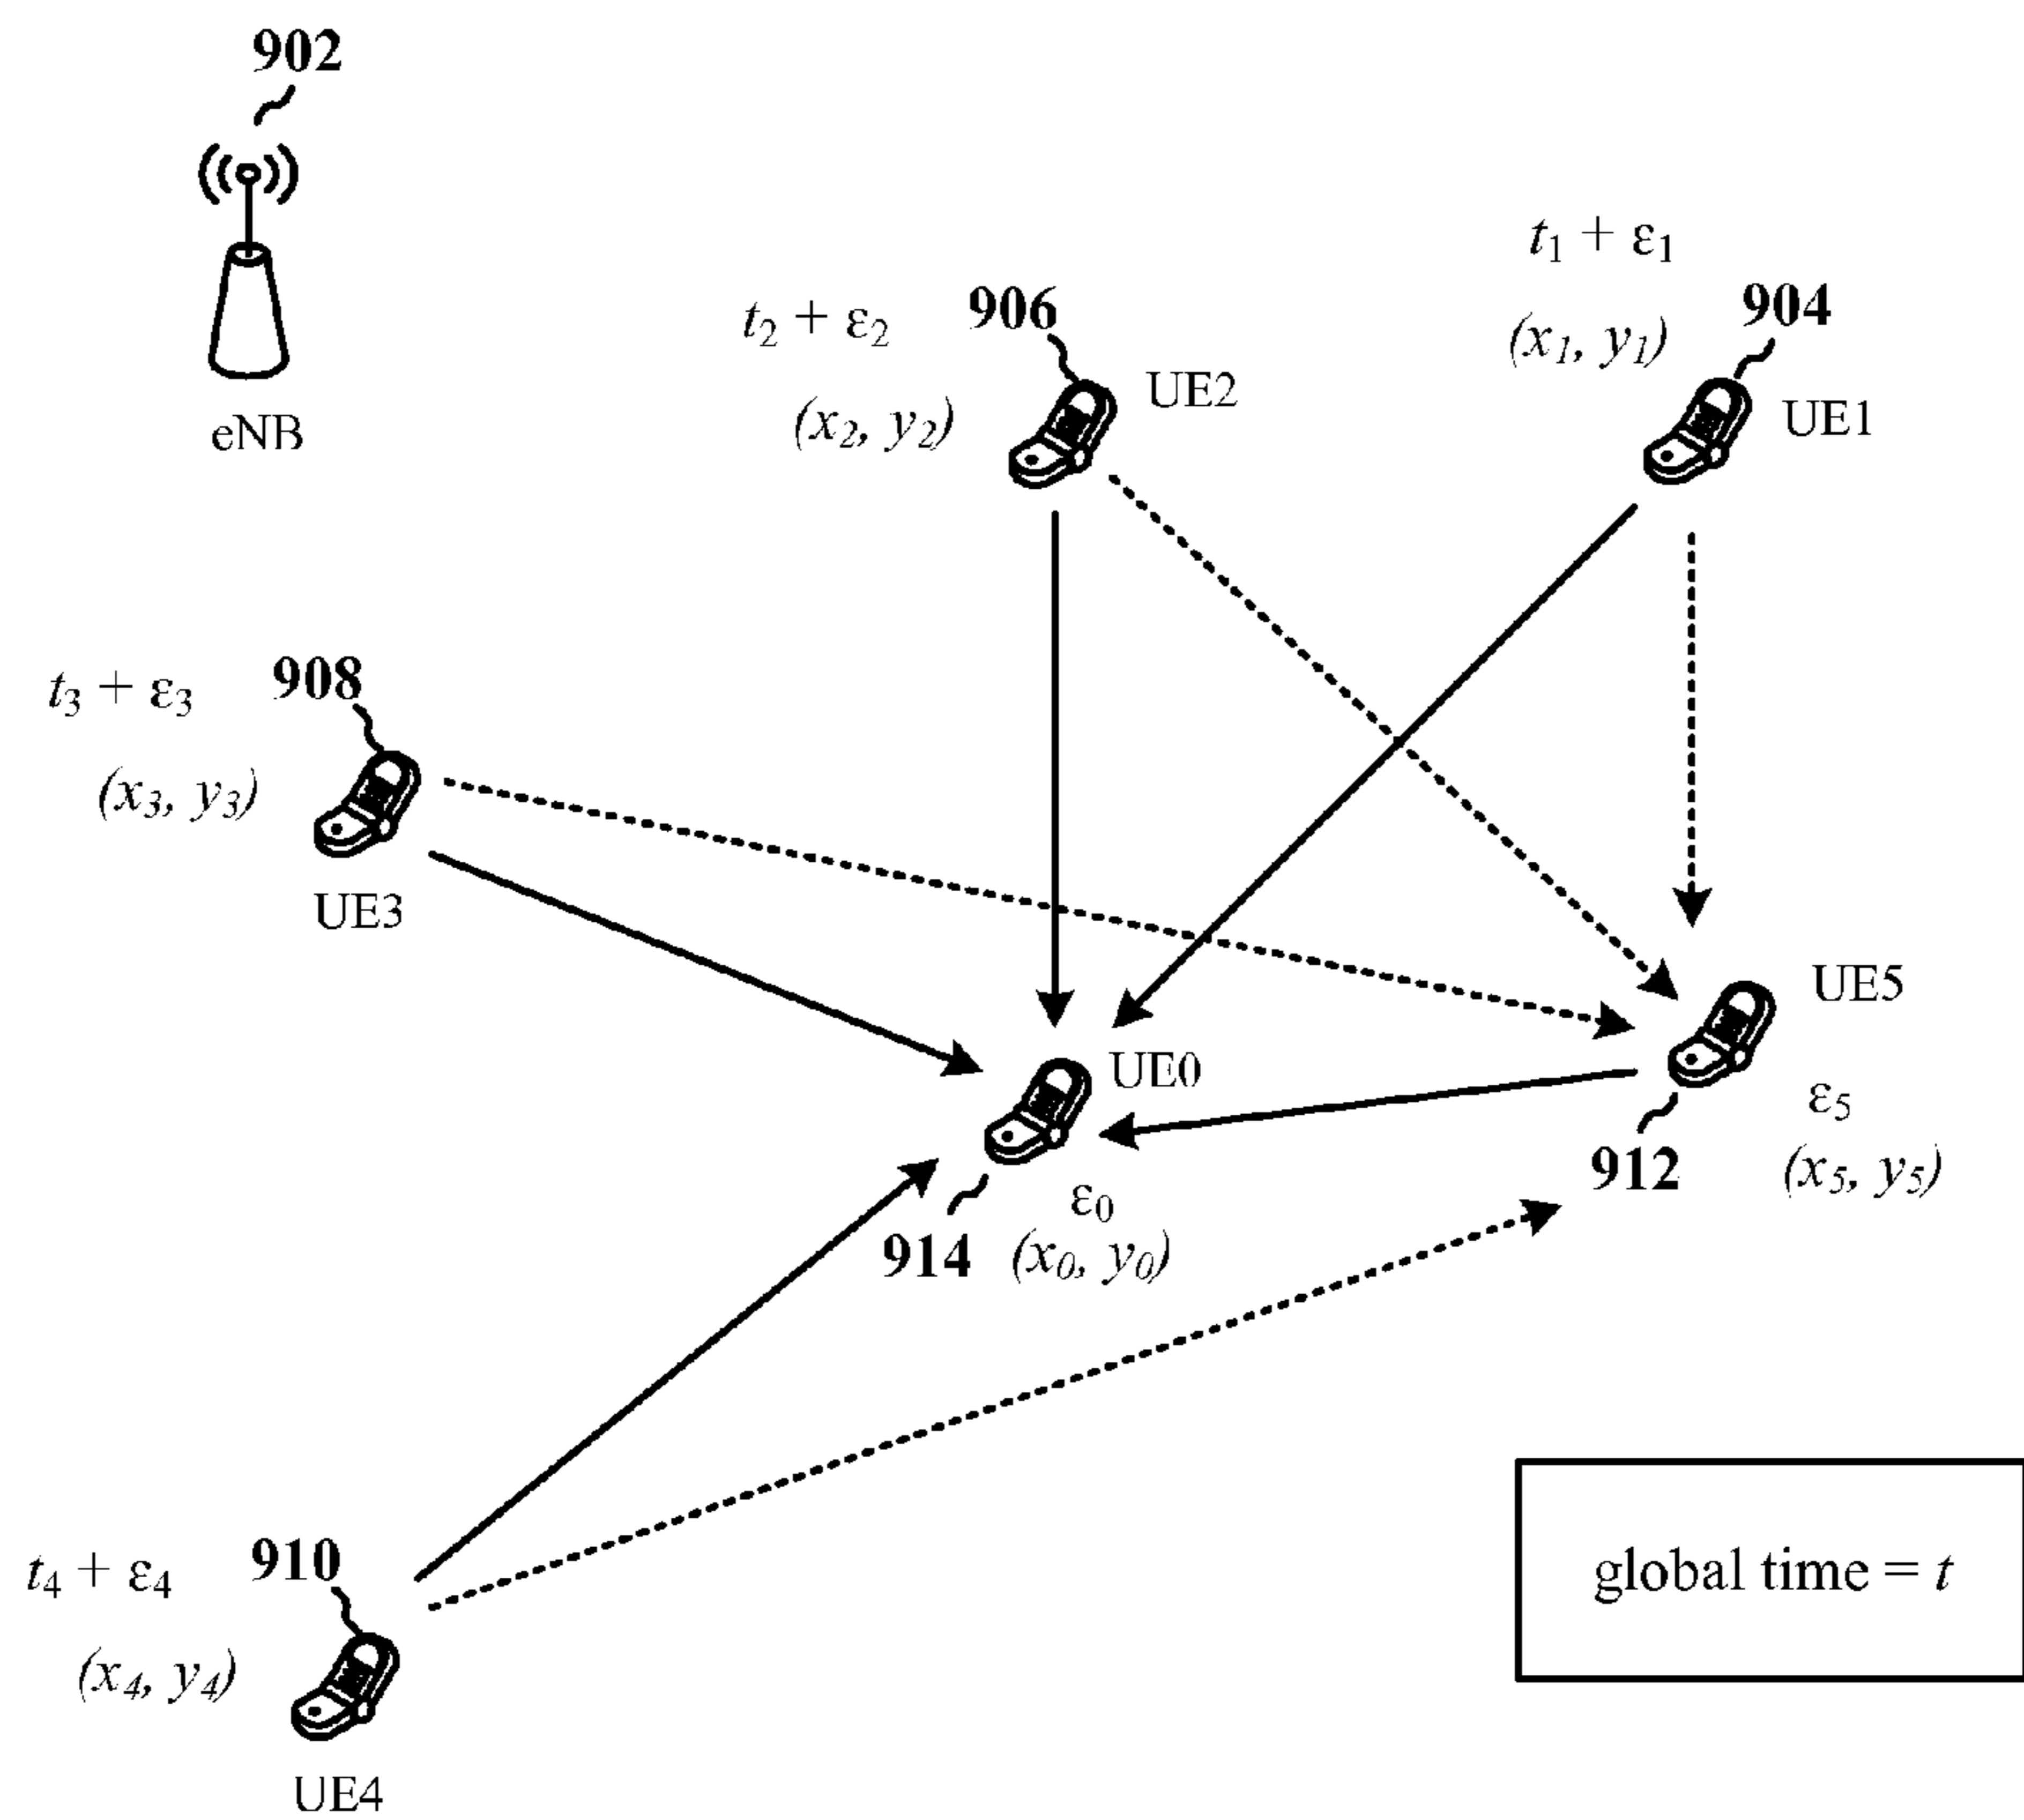 902
eNB
t₁ + ε₁
(x₁, y₁)
904
UE1
t₂ + ε₂
906
(x₂, y₂)
UE2
t₃ + ε₃
908
(x₃, y₃)
UE3
UE5
ε₅
912
(x₅, y₅)
UE0
ε₀
914
(x₀, y₀)
t₄ + ε₄
910
(x₄, y₄)
UE4
global time = t